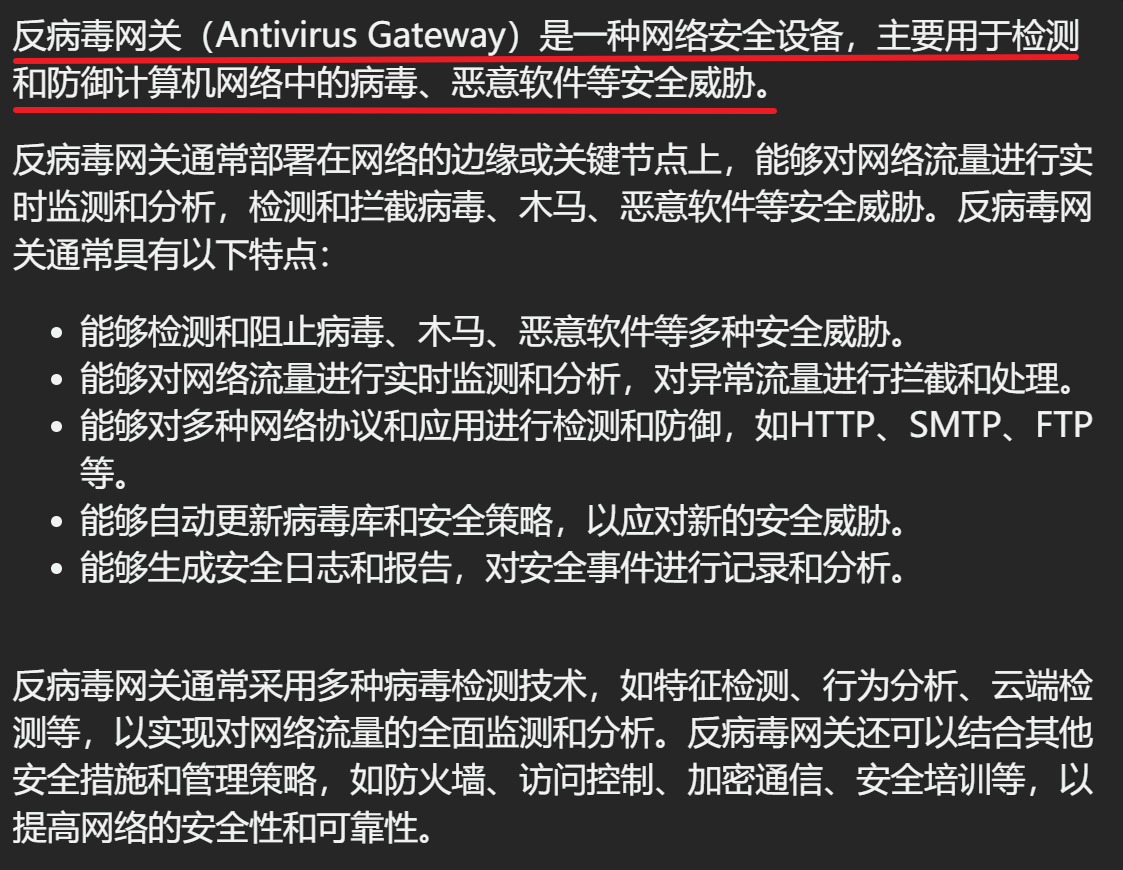 反病毒网关（Antivirus Gateway）是一种网络安全设备，主要用于检测
和防御计算机网络中的病毒、恶意软件等安全威胁。
反病毒网关通常部署在网络的边缘或关键节点上，能够对网络流量进行实
时监测和分析，检测和拦截病毒、木马、恶意软件等安全威胁。反病毒网
关通常具有以下特点：
• 能够检测和阻止病毒、木马、恶意软件等多种安全威胁。
• 能够对网络流量进行实时监测和分析，对异常流量进行拦截和处理。
• 能够对多种网络协议和应用进行检测和防御，如HTTP、SMTP、FTP
等。
• 能够自动更新病毒库和安全策略，以应对新的安全威胁。
• 能够生成安全日志和报告，对安全事件进行记录和分析。
反病毒网关通常采用多种病毒检测技术，如特征检测、行为分析、云端检
测等，以实现对网络流量的全面监测和分析。反病毒网关还可以结合其他
安全措施和管理策略，如防火墙、访问控制、加密通信、安全培训等，以
提高网络的安全性和可靠性。